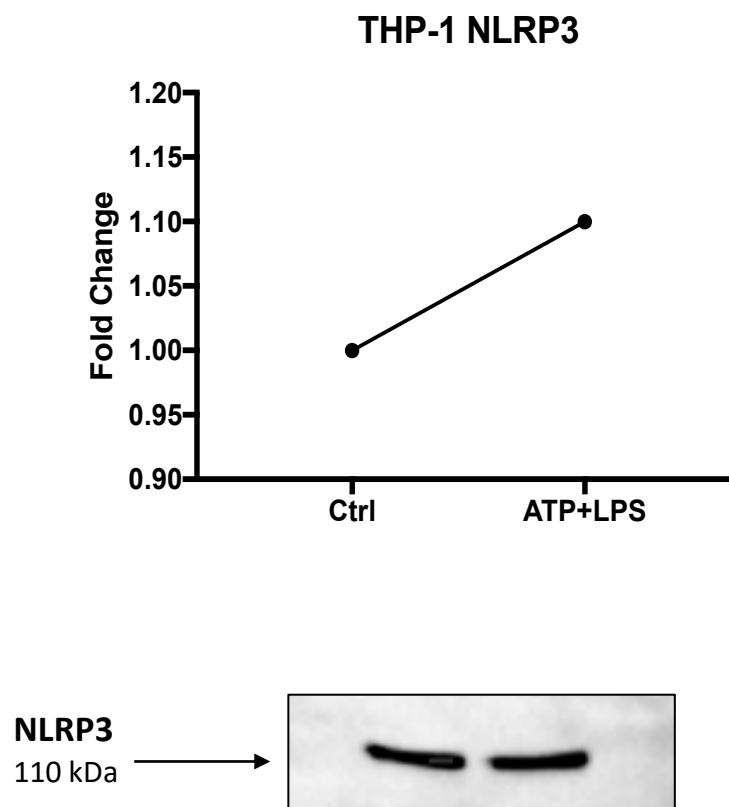 THP-1 NLRP3
Fold Change
1.20
1.15
1.10
1.05
1.00
0.95
0.90
Ctrl ATP+LPS
NLRP3
110 kDa